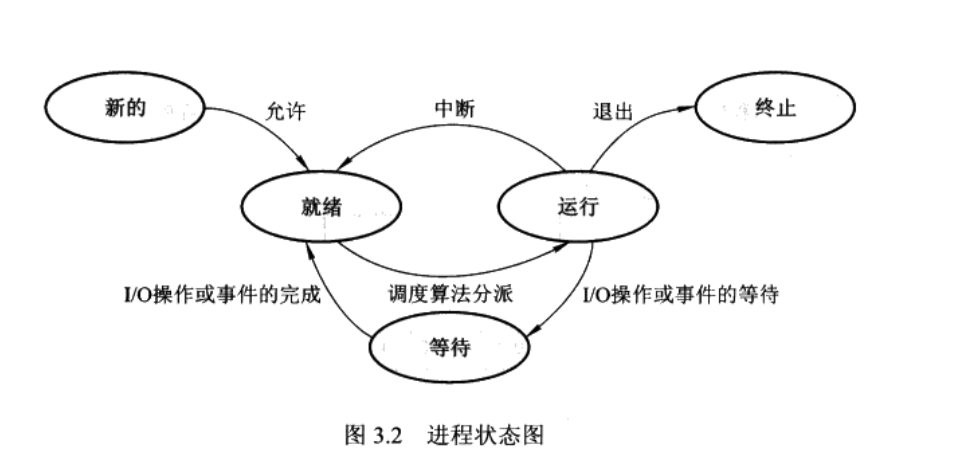 新的
允许
中断
退出
终止
就绪
运行
I/O操作或事件的完成
调度算法分派
I/O操作或事件的等待
等待
图 3.2 进程状态图